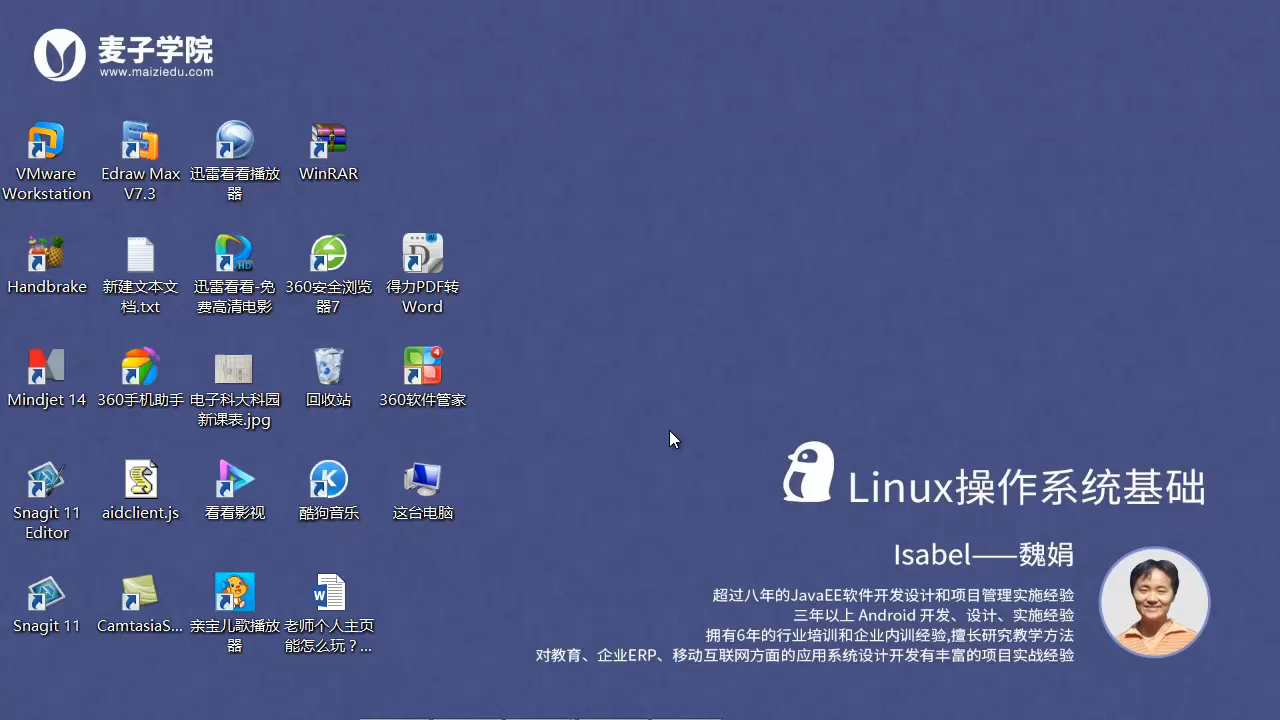 麦子学院
www.maiziedu.com
VMware
Workstation
Edraw Max
V7.3
迅雷看看播放
器
WinRAR
Handbrake
新建文本文
档.txt
迅雷看看-免
费高清电影
360安全浏览
器7
得力PDF转
Word
Mindjet 14
360手机助手
电子科大科园
新课表.jpg
回收站
4
360软件管家
Snagit 11
Editor
aidclient.js
看看影视
酷狗音乐
这台电脑
Snagit 11
CamtasiaS...
亲宝儿歌播放
器
老师个人主页
能怎么玩？...
Linux操作系统基础
Isabel——魏娟
超过八年的JavaEE软件开发设计和项目管理实施经验
三年以上 Android 开发、设计、实施经验
拥有6年的行业培训和企业内训经验,擅长研究教学方法
对教育、企业ERP、移动互联网方面的应用系统设计开发有丰富的项目实战经验